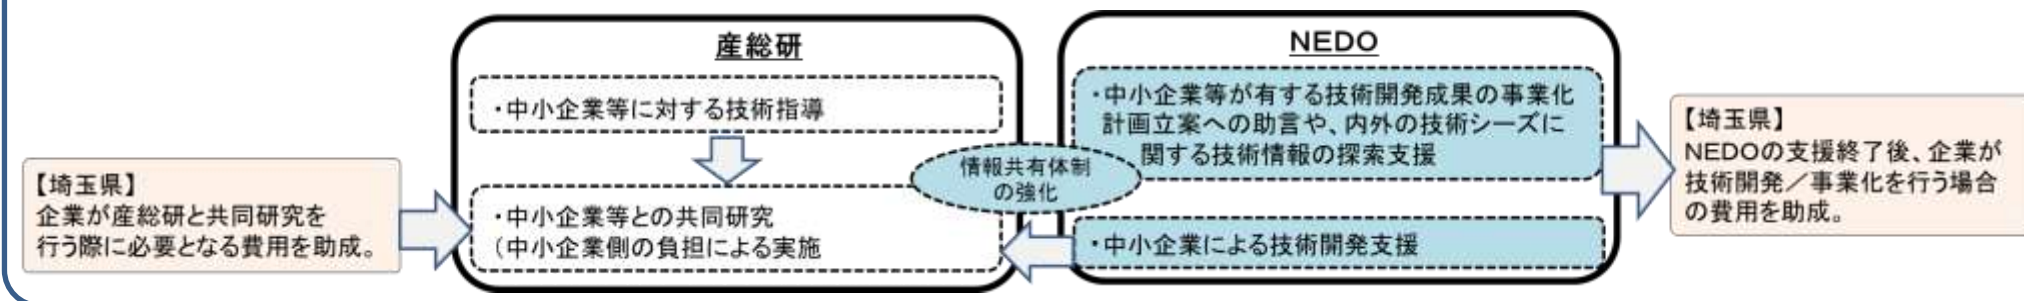 【埼玉県】
企業が産総研と共同研究を
行う際に必要となる費用を助成。
産総研
・中小企業等に対する技術指導
・中小企業等との共同研究
(中小企業側の負担による実施
情報共有体制
の強化
NEDO
・中小企業等が有する技術開発成果の事業化
計画立案への助言や、内外の技術シーズに
関する技術情報の探索支援
・中小企業による技術開発支援
【埼玉県】
NEDOの支援終了後、企業が
技術開発／事業化を行う場合
の費用を助成。